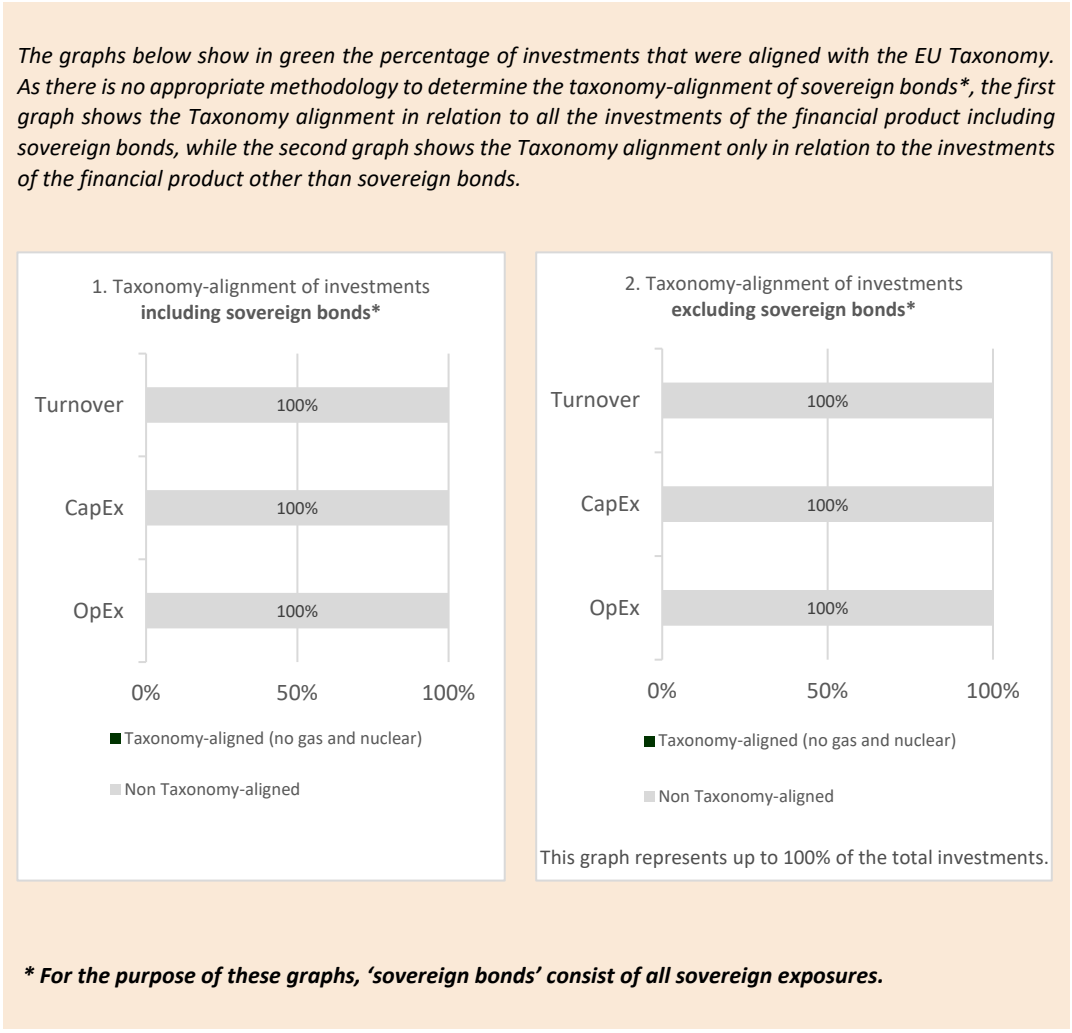 The graphs below show in green the percentage of investments that were aligned with the EU Taxonomy.
As there is no appropriate methodology to determine the taxonomy-alignment of sovereign bonds*, the first
graph shows the Taxonomy alignment in relation to all the investments of the financial product including
sovereign bonds, while the second graph shows the Taxonomy alignment only in relation to the investments
of the financial product other than sovereign bonds.
1. Taxonomy-alignment of investments
including sovereign bonds*
Turnover
100%
CapEx
100%
OpEx
100%
0% 50% 100%
Taxonomy-aligned (no gas and nuclear)
Non Taxonomy-aligned
2. Taxonomy-alignment of investments
excluding sovereign bonds*
Turnover
100%
CapEx
100%
OpEx
100%
0% 50% 100%
Taxonomy-aligned (no gas and nuclear)
Non Taxonomy-aligned
This graph represents up to 100% of the total investments.
* For the purpose of these graphs, ‘sovereign bonds’ consist of all sovereign exposures.